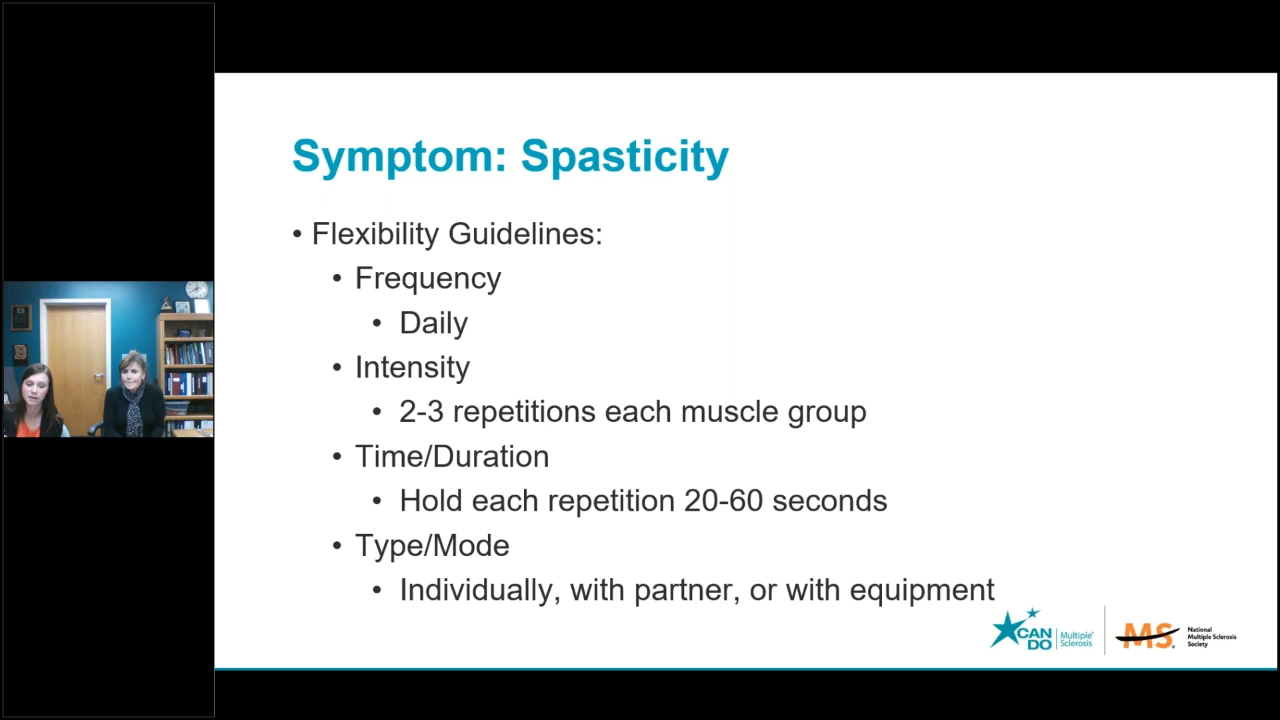 Symptom: Spasticity
• Flexibility Guidelines:
• Frequency
• Daily
• Intensity
• 2-3 repetitions each muscle group
• Time/Duration
• Hold each repetition 20-60 seconds
• Type/Mode
• Individually, with partner, or with equipment
CAN DO
Multiple Sclerosis
MS
National
Multiple Sclerosis
Society